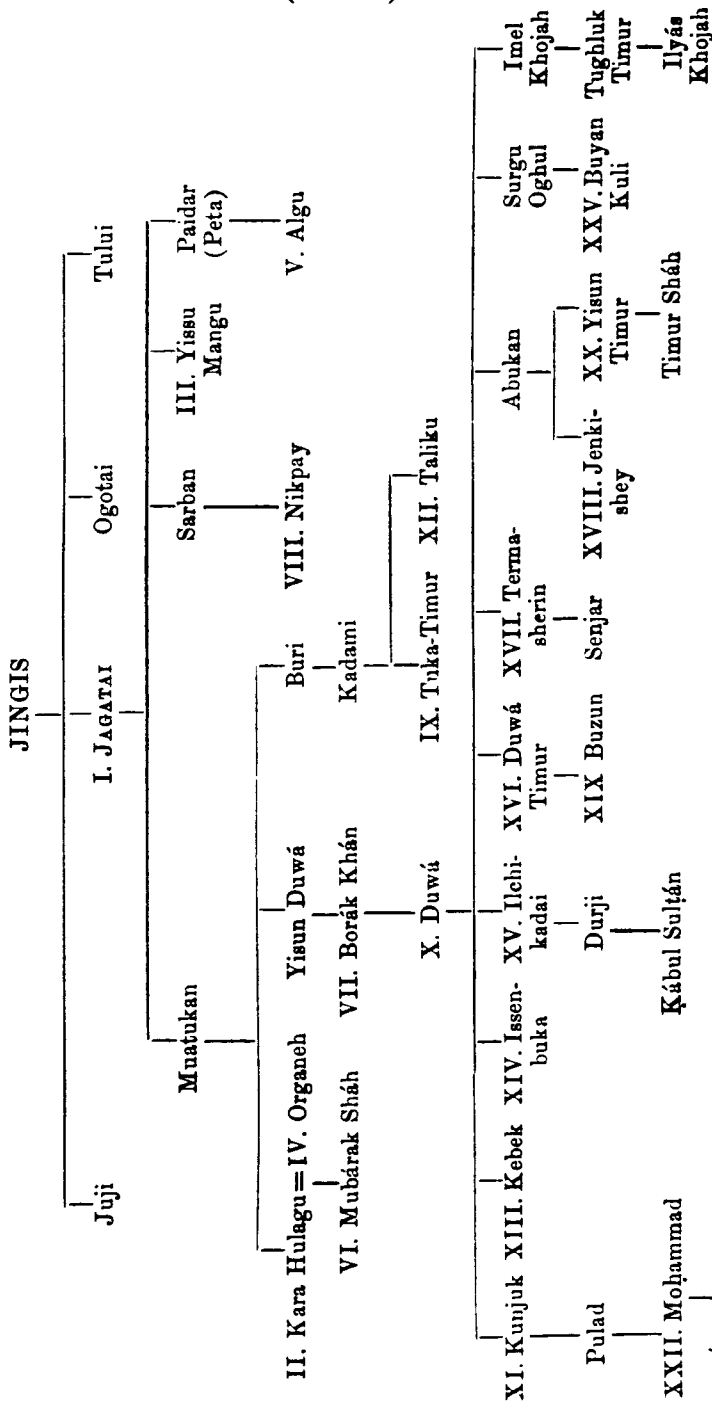 JINGIS
Juji
I. JAGATAI
Ogotai
Tului
Muatukan
Sarban
III. Yissu
Mangu
Paidar
(Peta)
II. Kara Hulagu=IV. Organeh
Yisun Duwá
Buri
VIII. Nikpay
V. Algu
VI. Mubárak Sháh
VII. Borák Khán
Kadami
X. Duwá
IX. Tuka-Timur
XII. Taliku
XI. Kunjuk
XIII. Kebek
XIV. Issen-
buka
XV. Ilchi-
kadai
XVI. Duwá
Timur
XVII. Terma-
sherin
Abukan
Surgu
Oghul
Imel
Khojah
Pulad
Durji
XIX Buzun
Senjar
XVIII. Jenki-
shey
XX. Yisun
Timur
XXV. Buyan
Kuli
Tughluk
Timur
XXII. Moḥammad
Ḳábul Sulṭán
Timur Sháh
Ilyás
Khojah